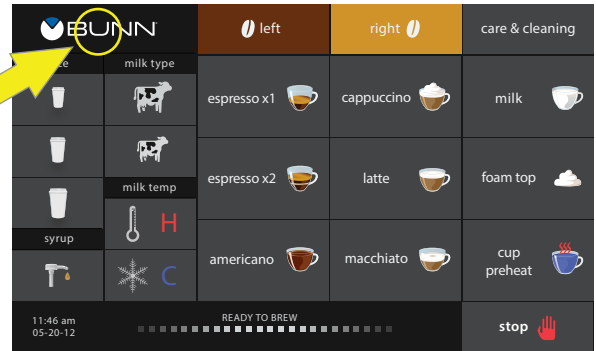 BUNN
left
right
care & cleaning
milk type
espresso x1
cappuccino
milk
espresso x2
latte
foam top
milk temp
H
syrup
americano
macchiato
cup
preheat
C
11:46 am
05-20-12
READY TO BREW
stop